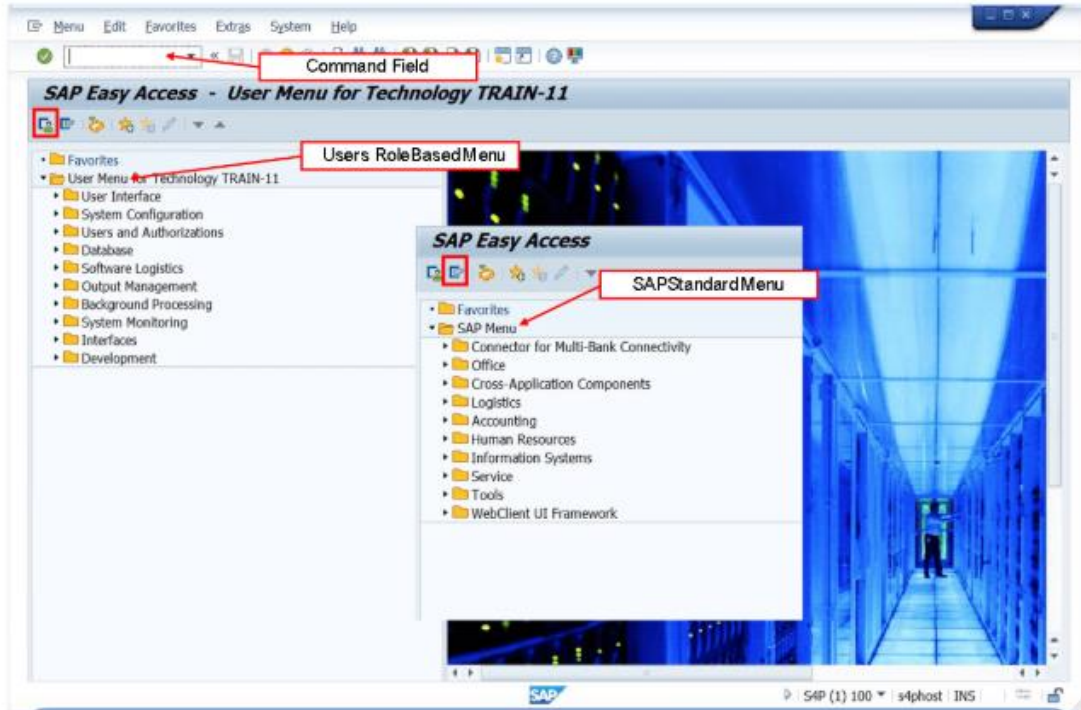 Menu Edit Favorites Extras System Help
Command Field
SAP Easy Access - User Menu for Technology TRAIN-11
Favorites
Users RoleBasedMenu
User Menu for Technology TRAIN-11
User Interface
System Configuration
Users and Authorizations
Database
Software Logistics
Output Management
Background Processing
System Monitoring
Interfaces
Development
SAP Easy Access
SAPStandardMenu
Favorites
SAP Menu
Connector for Multi-Bank Connectivity
Office
Cross-Application Components
Logistics
Accounting
Human Resources
Information Systems
Service
Tools
WebClient UI Framework
SAP
S4P (1) 100 s4phost INS